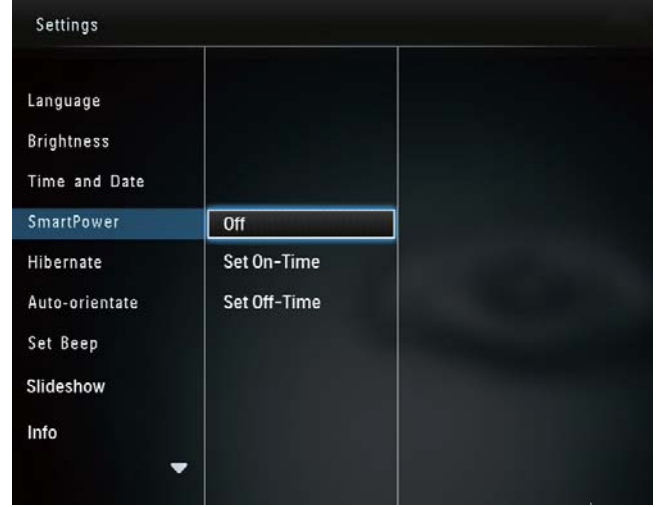 Settings
Language
Brightness
Time and Date
SmartPower
Off
Hibernate
Set On-Time
Auto-orientate
Set Off-Time
Set Beep
Slideshow
Info